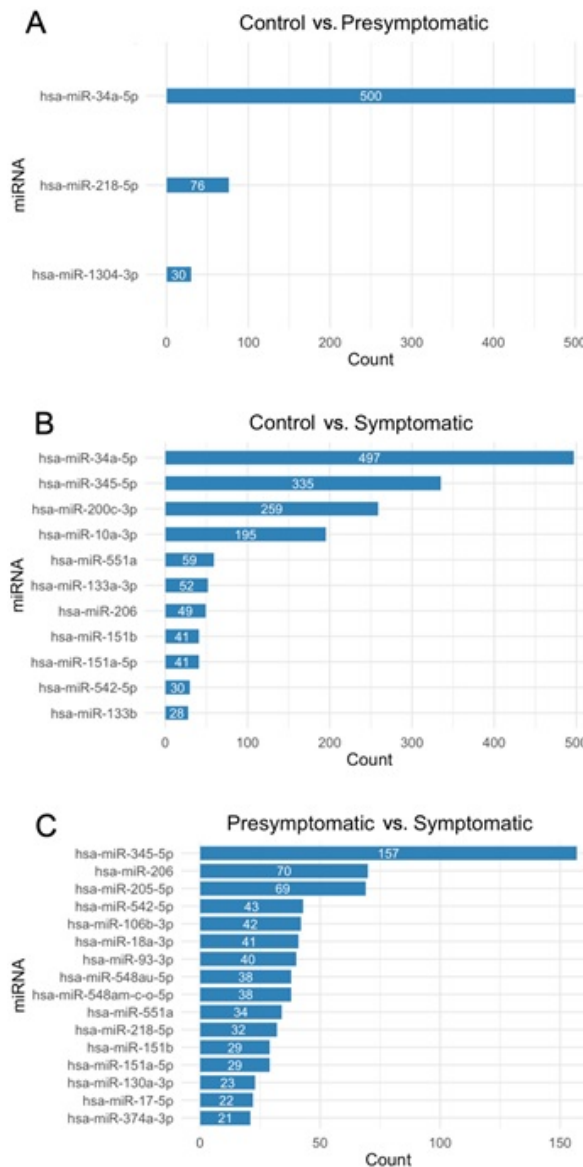 A
Control vs. Presymptomatic
miRNA
hsa-miR-34a-5p
500
hsa-miR-218-5p
76
hsa-miR-1304-3p
30
0 100 200 300 400 500
Count
B
Control vs. Symptomatic
miRNA
hsa-miR-34a-5p
497
hsa-miR-345-5p
335
hsa-miR-200c-3p
259
hsa-miR-10a-3p
195
hsa-miR-551a
59
hsa-miR-133a-3p
52
hsa-miR-206
49
hsa-miR-151b
41
hsa-miR-151a-5p
41
hsa-miR-542-5p
30
hsa-miR-133b
28
0 100 200 300 400 500
Count
C
Presymptomatic vs. Symptomatic
miRNA
hsa-miR-345-5p
157
hsa-miR-206
70
hsa-miR-205-5p
69
hsa-miR-542-5p
43
hsa-miR-106b-3p
42
hsa-miR-18a-3p
41
hsa-miR-93-3p
40
hsa-miR-548au-5p
38
hsa-miR-548am-c-o-5p
38
hsa-miR-551a
34
hsa-miR-218-5p
32
hsa-miR-151b
29
hsa-miR-151a-5p
29
hsa-miR-130a-3p
23
hsa-miR-17-5p
22
hsa-miR-374a-3p
21
0 50 100 150
Count